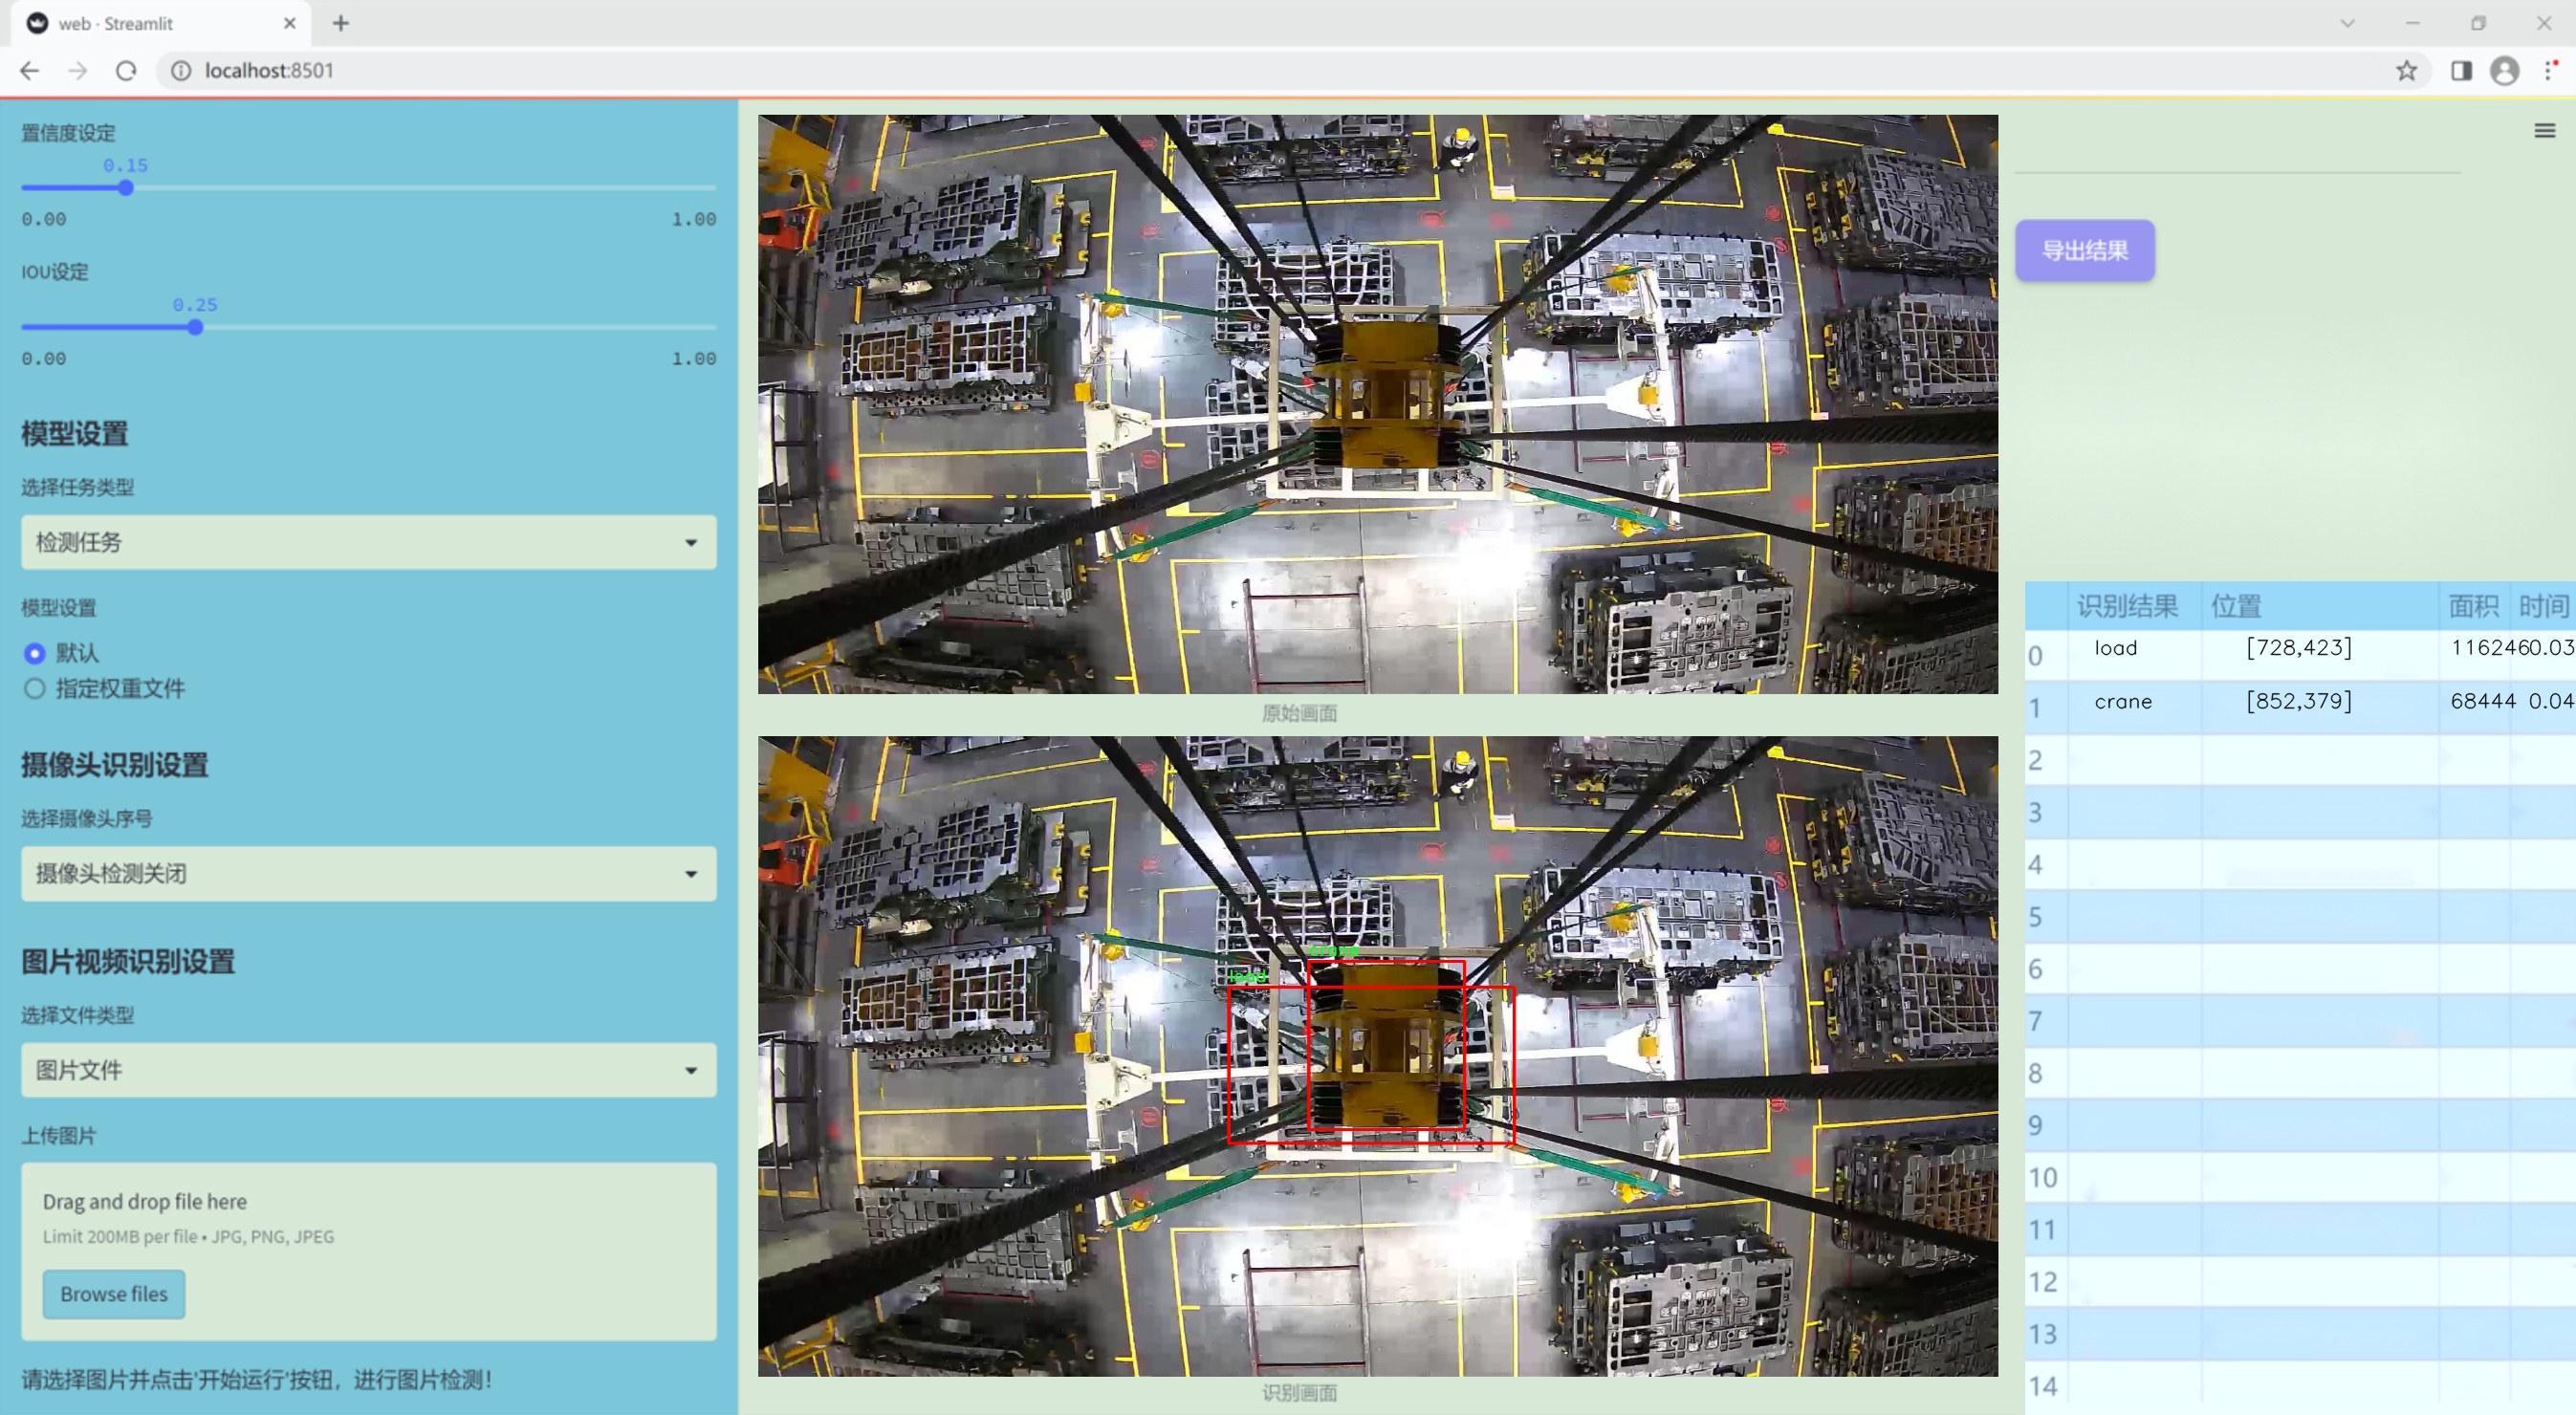 web · Streamlit
localhost:8501
置信度设定
0.15
0.00 1.00
IOU设定
0.25
0.00 1.00
模型设置
选择任务类型
检测任务
模型设置
默认
指定权重文件
摄像头识别设置
选择摄像头序号
摄像头检测关闭
图片视频识别设置
选择文件类型
图片文件
上传图片
Drag and drop file here
Limit 200MB per file • JPG, PNG, JPEG
Browse files
请选择图片并点击'开始运行'按钮，进行图片检测！
原始画面
crane
load
识别画面
导出结果
识别结果 位置 面积 时间
0 load [728,423] 116246 0.03
1 crane [852,379] 68444 0.04
2
3
4
5
6
7
8
9
10
11
12
13
14